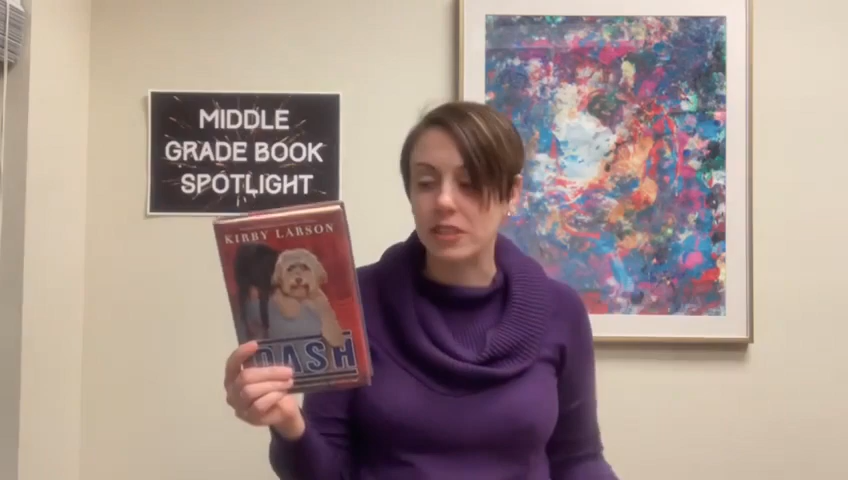 MIDDLE
GRADE BOOK
SPOTLIGHT
KIRBY LARSON
DASH